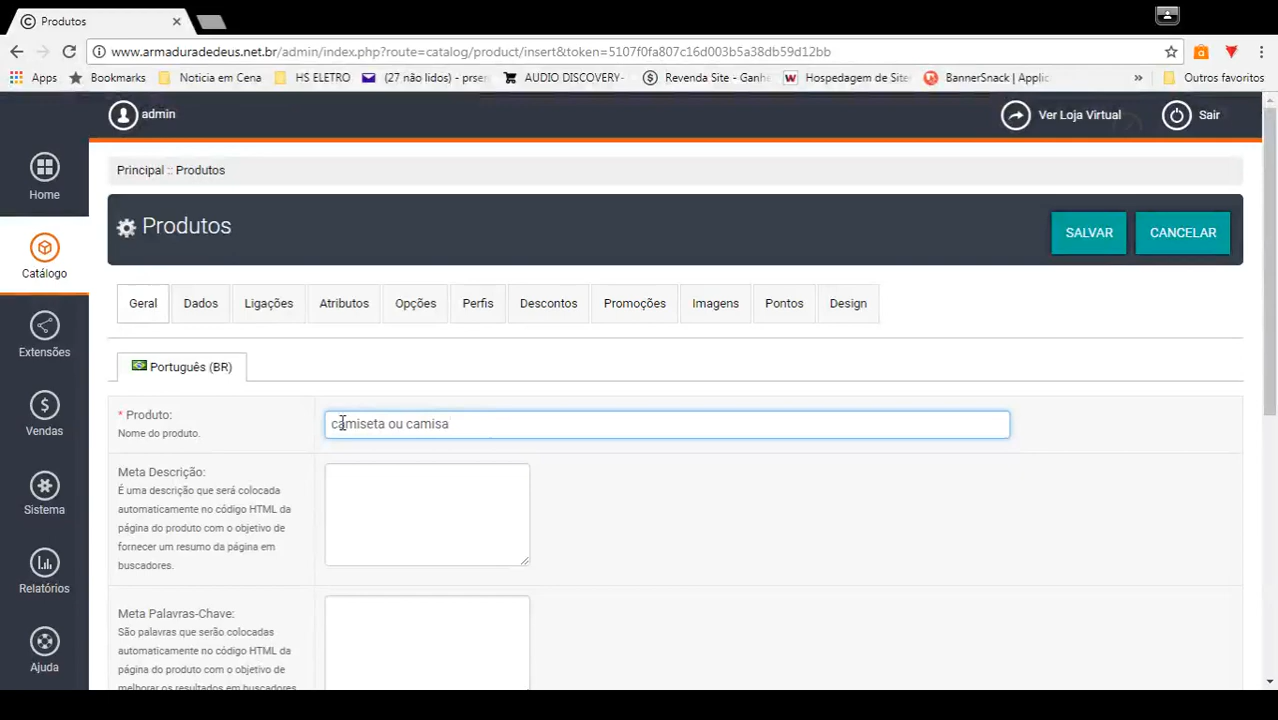 Produtos
www.armaduradedeus.net.br/admin/index.php?route=catalog/product/insert&token=5107f0fa807c16d003b5a38db59d12bb
Apps Bookmarks Noticia em Cena HS ELETRO (27 não lidos) - prsen AUDIO DISCOVERY- Revenda Site - Ganhe Hospedagem de Site BannerSnack | Applic » Outros favoritos
admin Ver Loja Virtual Sair
Home
Catálogo
Extensões
Vendas
Sistema
Relatórios
Ajuda
Principal :: Produtos
Produtos SALVAR CANCELAR
Geral Dados Ligações Atributos Opções Perfis Descontos Promoções Imagens Pontos Design
Português (BR)
* Produto:
Nome do produto.
camiseta ou camisa
Meta Descrição:
É uma descrição que será colocada
automaticamente no código HTML da
página do produto com o objetivo de
fornecer um resumo da página em
buscadores.
Meta Palavras-Chave:
São palavras que serão colocadas
automaticamente no código HTML da
página do produto com o objetivo de
melhorar os resultados em buscadores